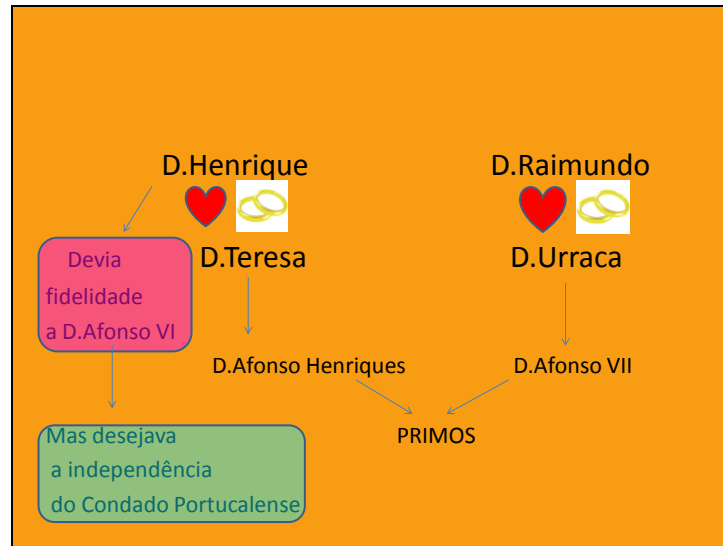 D.Henrique
D.Raimundo
D.Teresa
D.Urraca
Devia
fidelidade
a D.Afonso VI
D.Afonso Henriques
D.Afonso VII
PRIMOS
Mas desejava
a independência
do Condado Portucalense